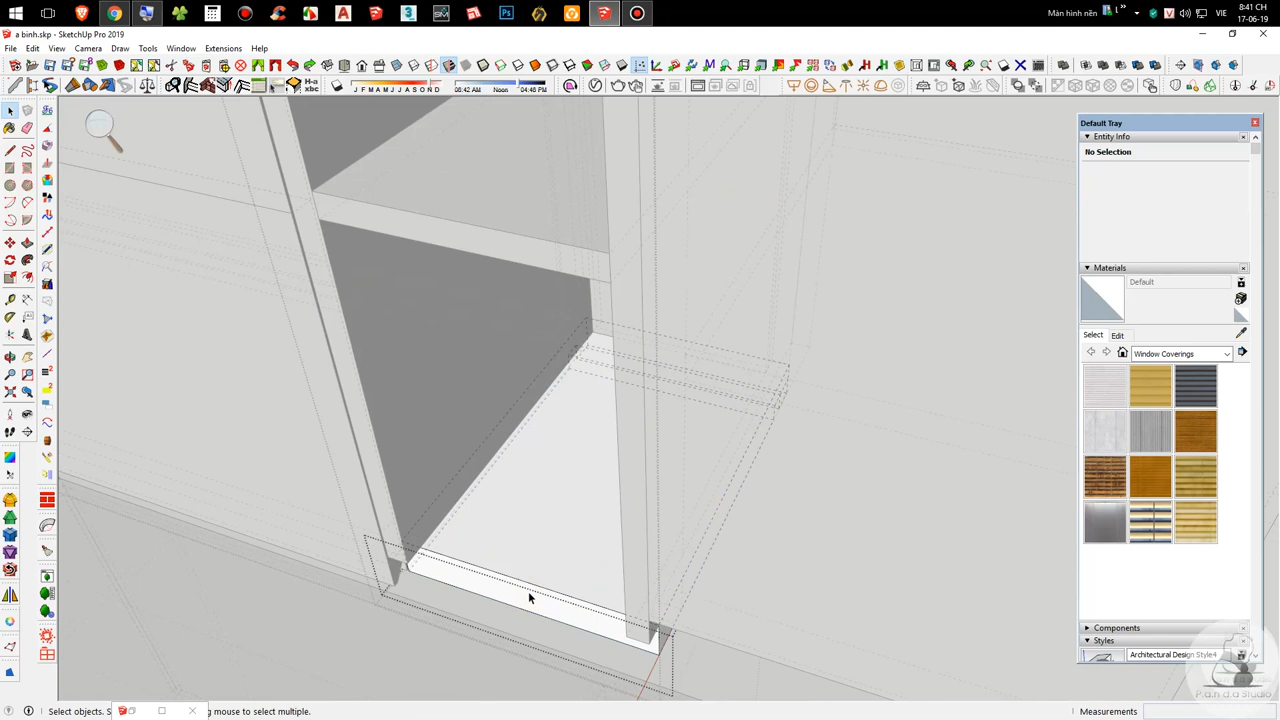 Màn hình nền
VIE
8:41 CH
17-06-19
a binh.skp - SketchUp Pro 2019
File Edit View Camera Draw Tools Window Extensions Help
H-a
xbc
J F M A M J J A S O N D
06:42 AM Noon 04:46 PM
Default Tray
Entity Info
No Selection
Materials
Default
Select Edit
Window Coverings
Components
Styles
Architectural Design Style4
P.a.n.d.a Studio
Select objects. S
g mouse to select multiple.
Measurements